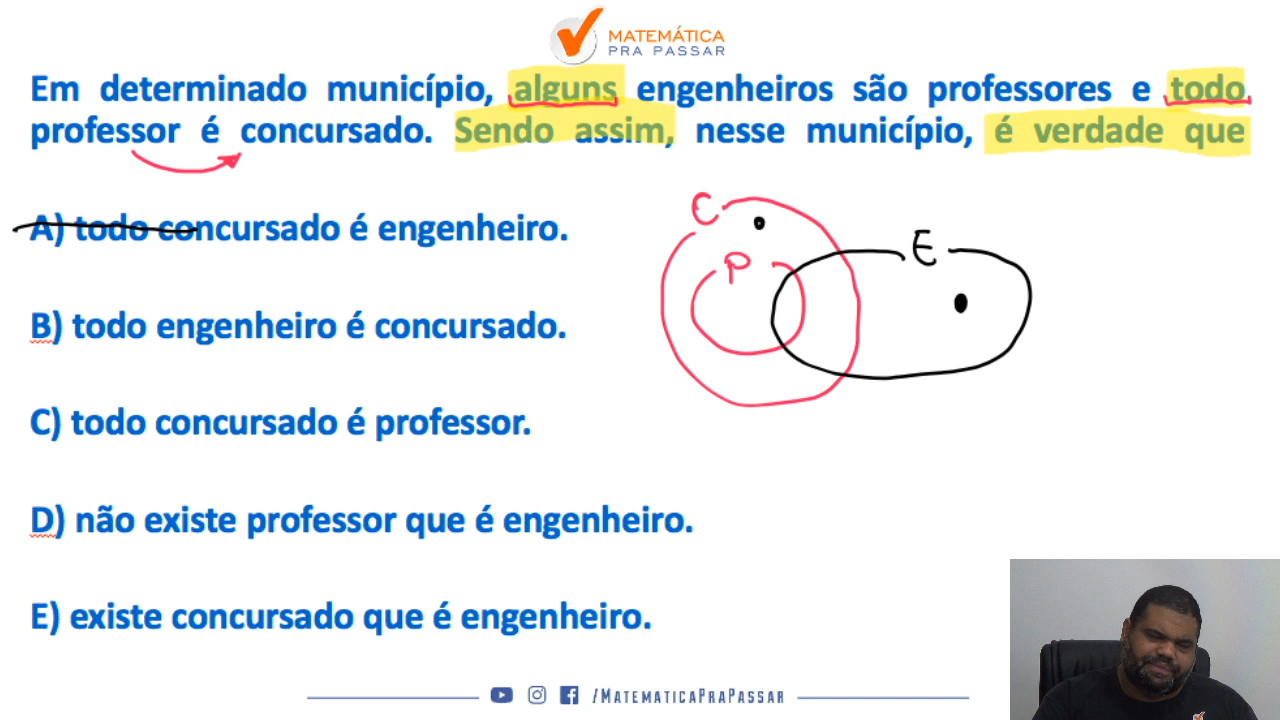 MATEMÁTICA
PRA PASSAR
Em determinado município, alguns engenheiros são professores e todo
professor é concursado. Sendo assim, nesse município, é verdade que
A) todo concursado é engenheiro.
B) todo engenheiro é concursado.
C) todo concursado é professor.
D) não existe professor que é engenheiro.
E) existe concursado que é engenheiro.
C
P
E
/MatematicaPraPassar